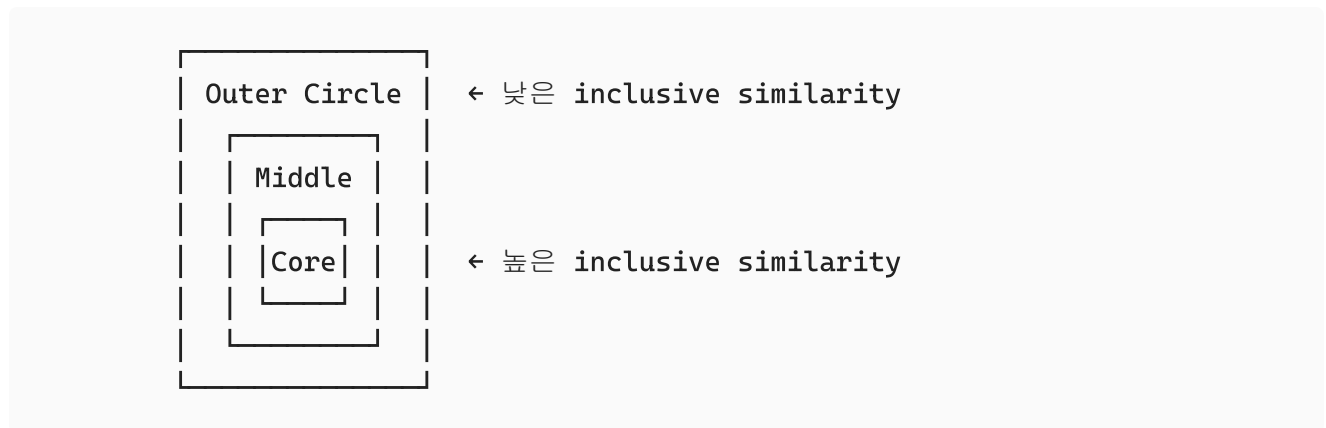 Outer Circle ← 낮은 inclusive similarity
Middle
Core ← 높은 inclusive similarity